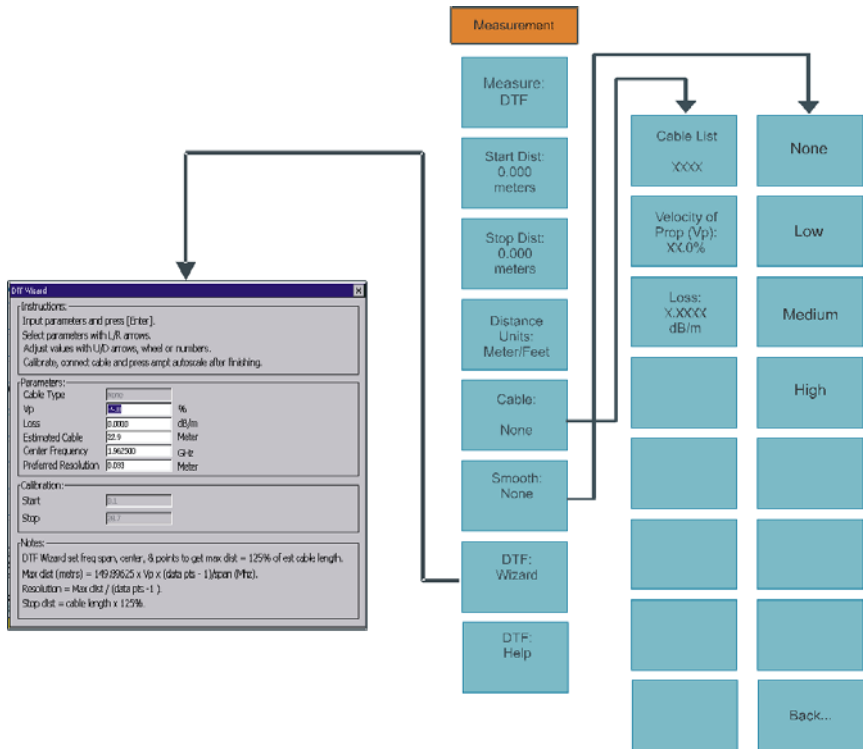 Measurement
Measure:
DTF
Start Dist:
0.000
meters
Stop Dist:
0.000
meters
Distance
Units:
Meter/Feet
Cable:
None
Smooth:
None
DTF:
Wizard
DTF:
Help
Cable List
XXXX
Velocity of
Prop (Vp):
XX.0%
Loss:
X.XXXX
dB/m
None
Low
Medium
High
Back...
DTF Wizard
Instructions:
Input parameters and press [Enter].
Select parameters with L/R arrows.
Adjust values with U/D arrows, wheel or numbers.
Calibrate, connect cable and press ampt autoscale after finishing.
Parameters:
Cable Type None
Vp %
Loss 0.0000 dB/m
Estimated Cable 22.9 Meter
Center Frequency 1.962500 GHz
Preferred Resolution 0.093 Meter
Calibration:
Start
Stop
Notes:
DTF Wizard set freq span, center, & points to get max dist = 125% of est cable length.
Max dist (metrs) = 149.89625 x Vp x (data pts - 1)/span (Mhz).
Resolution = Max dist / (data pts -1 ).
Stop dist = cable length x 125%.